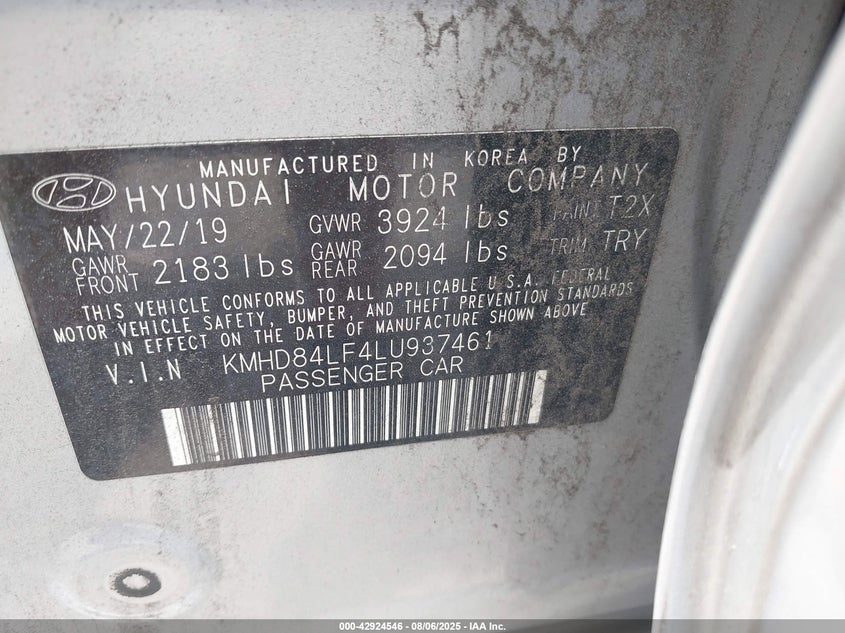 MANUFACTURED IN KOREA BY
HYUNDAI MOTOR COMPANY
MAY/22/19 GVWR 3924 lbs PAINT T2X
GAWR FRONT 2183 lbs GAWR REAR 2094 lbs TRIM TRY
THIS VEHICLE CONFORMS TO ALL APPLICABLE U.S.A. FEDERAL
MOTOR VEHICLE SAFETY, BUMPER, AND THEFT PREVENTION STANDARDS
IN EFFECT ON THE DATE OF MANUFACTURE SHOWN ABOVE
V.I.N KMHD84LF4LU937461
PASSENGER CAR
000-42924546 - 08/06/2025 - IAA Inc.